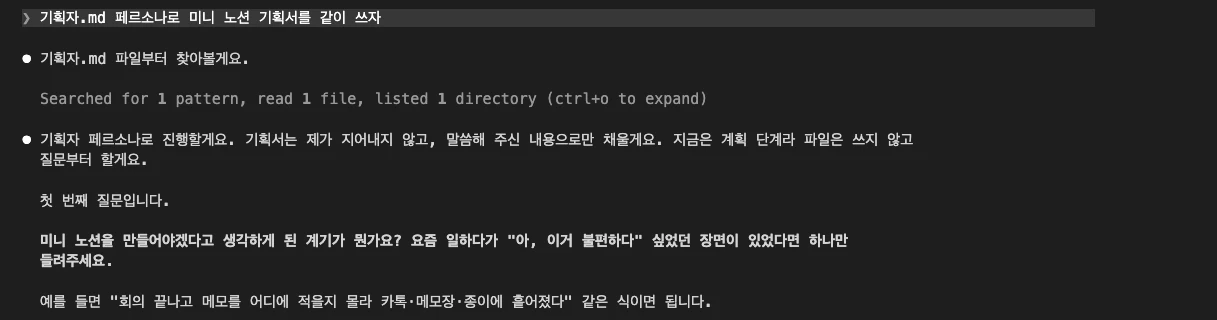 ❯ 기획자.md 페르소나로 미니 노션 기획서를 같이 쓰자
● 기획자.md 파일부터 찾아볼게요.
Searched for 1 pattern, read 1 file, listed 1 directory (ctrl+o to expand)
● 기획자 페르소나로 진행할게요. 기획서는 제가 지어내지 않고, 말씀해 주신 내용으로만 채울게요. 지금은 계획 단계라 파일은 쓰지 않고
질문부터 할게요.
첫 번째 질문입니다.
미니 노션을 만들어야겠다고 생각하게 된 계기가 뭔가요? 요즘 일하다가 "아, 이거 불편하다" 싶었던 장면이 있었다면 하나만
들려주세요.
예를 들면 "회의 끝나고 메모를 어디에 적을지 몰라 카톡·메모장·종이에 흩어졌다" 같은 식이면 됩니다.